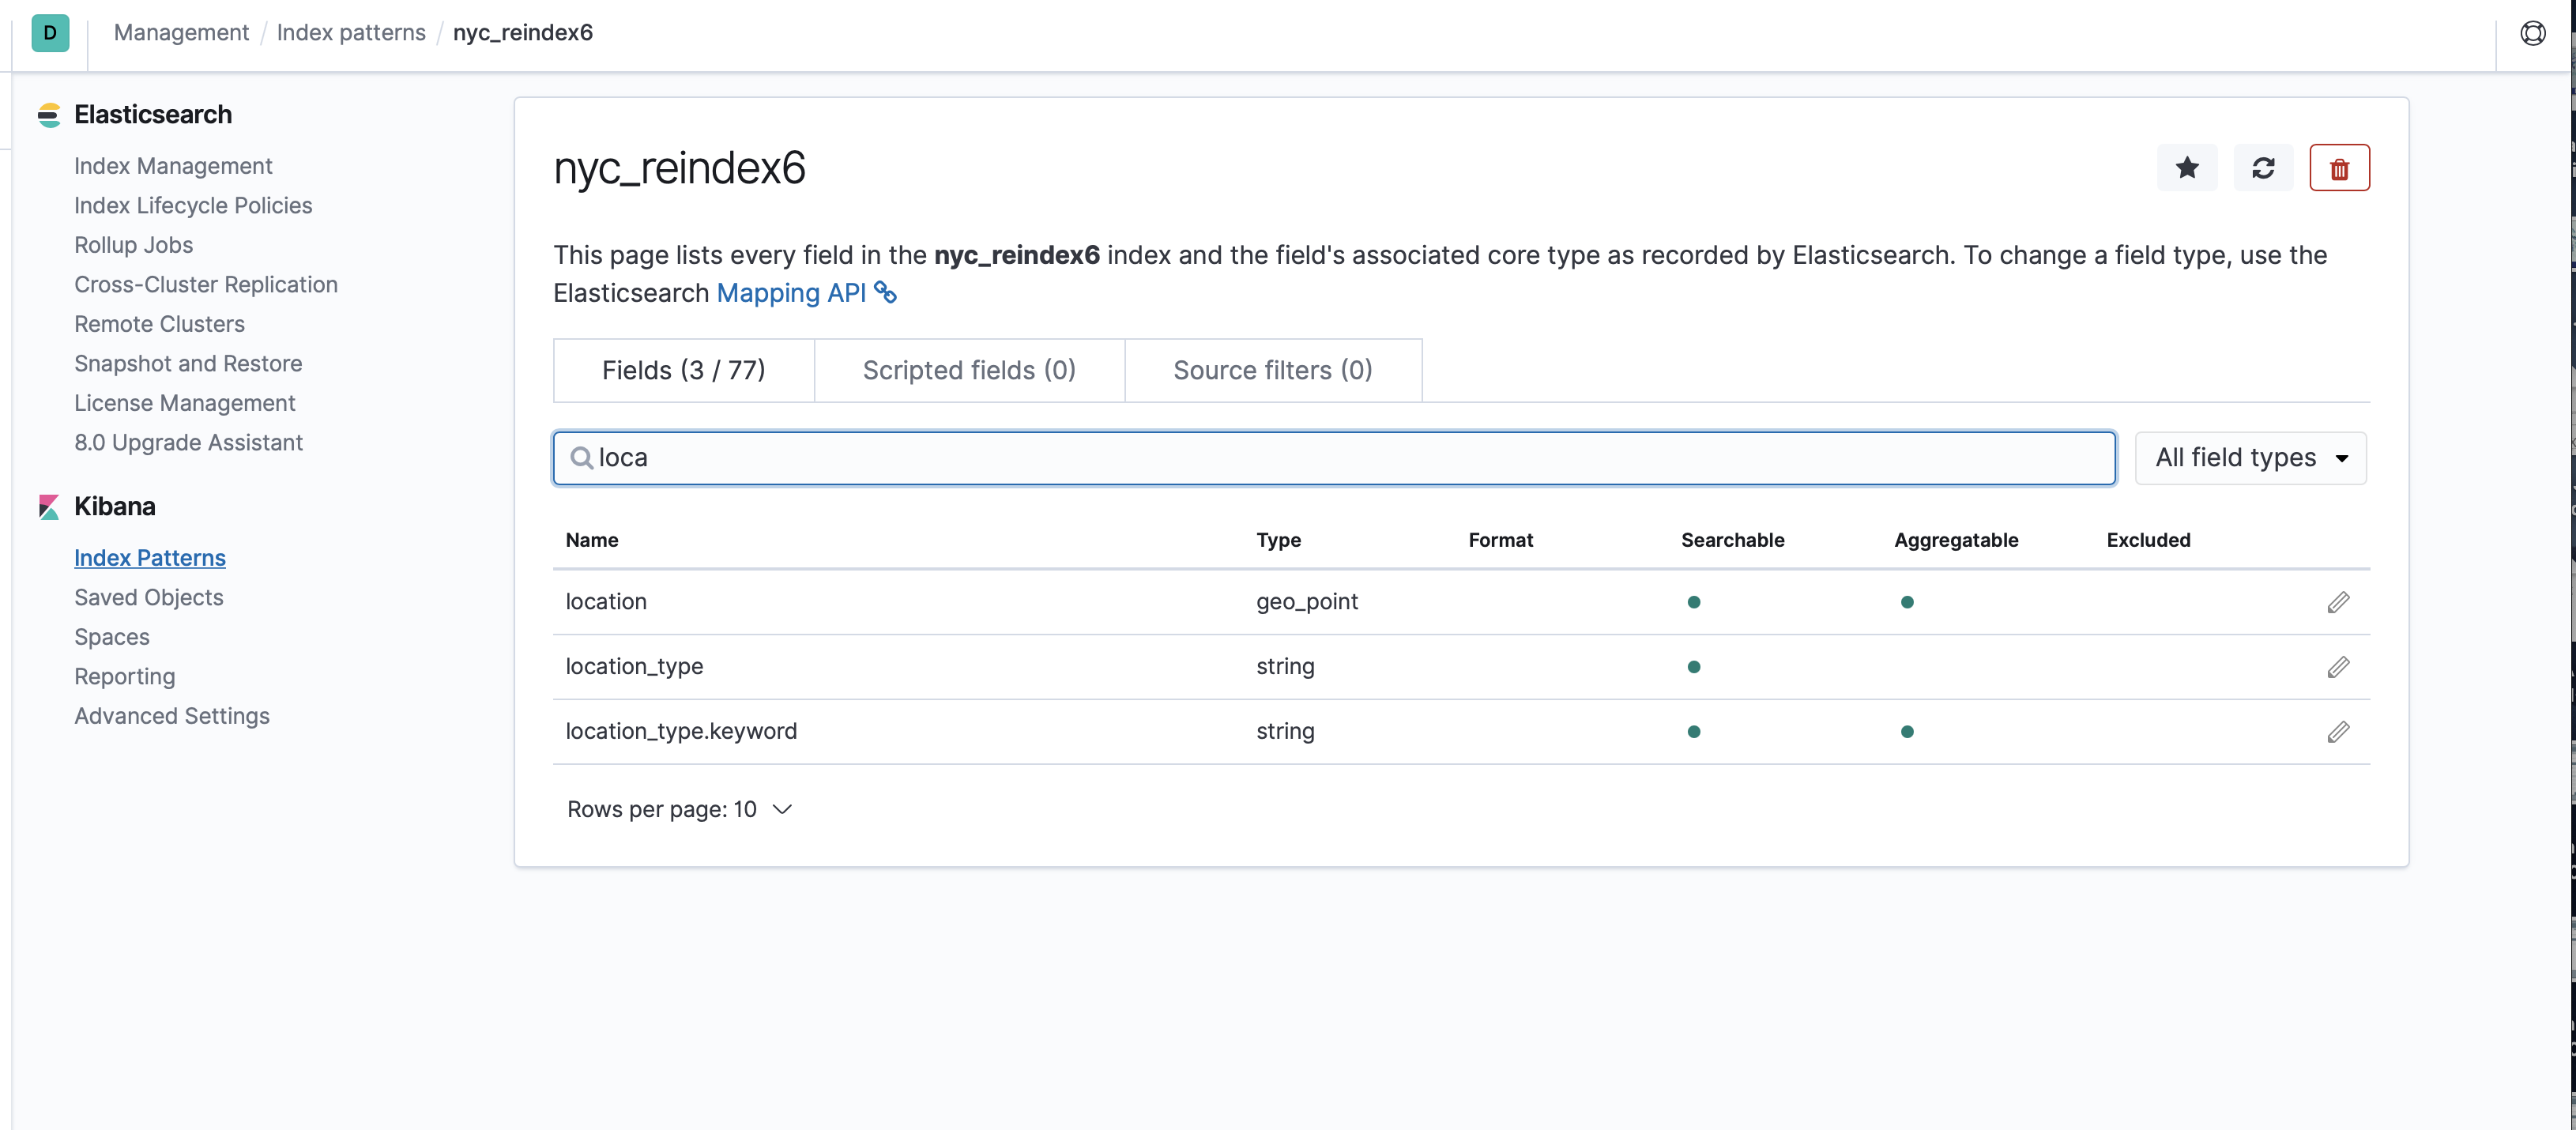 D
Management / Index patterns / nyc_reindex6
Elasticsearch
Index Management
Index Lifecycle Policies
Rollup Jobs
Cross-Cluster Replication
Remote Clusters
Snapshot and Restore
License Management
8.0 Upgrade Assistant
Kibana
Index Patterns
Saved Objects
Spaces
Reporting
Advanced Settings
nyc_reindex6
This page lists every field in the nyc_reindex6 index and the field's associated core type as recorded by Elasticsearch. To change a field type, use the
Elasticsearch Mapping API
Fields (3 / 77) Scripted fields (0) Source filters (0)
loca All field types
Name Type Format Searchable Aggregatable Excluded
location geo_point
location_type string
location_type.keyword string
Rows per page: 10